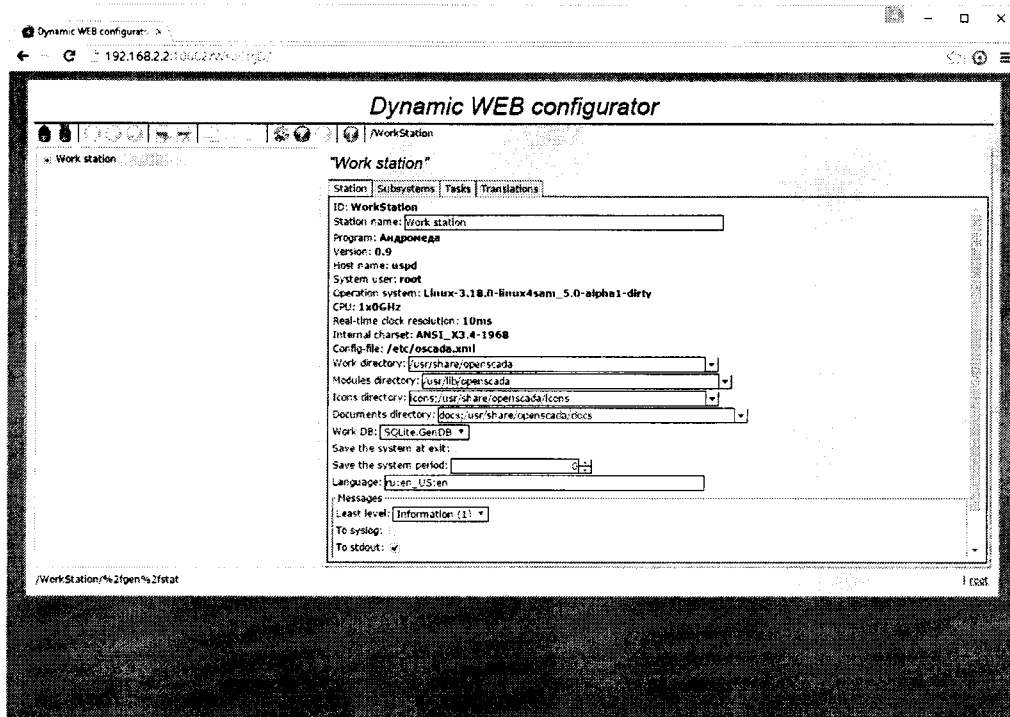 Dynamic WEB configurat
192.168.2.2:10002/WebCfgD/
Dynamic WEB configurator
/WorkStation
Work station
"Work station"
Station Subsystems Tasks Translations
ID: WorkStation
Station name: Work station
Program: Андромеда
Version: 0.9
Host name: uspd
System user: root
Operation system: Linux-3.18.0-linux4sam_5.0-alpha1-dirty
CPU: 1x0GHz
Real-time clock resolution: 10ms
Internal charset: ANSI_X3.4-1968
Config-file: /etc/oscada.xml
Work directory: /usr/share/openscada
Modules directory: /usr/lib/openscada
Icons directory: icons;/usr/share/openscada/icons
Documents directory: docs;/usr/share/openscada/docs
Work DB: SQLite.GenDB
Save the system at exit:
Save the system period: 0
Language: ru:en_US:en
Messages
Least level: Information (1)
To syslog:
To stdout:
/WorkStation/%2fgen%2fstat
root